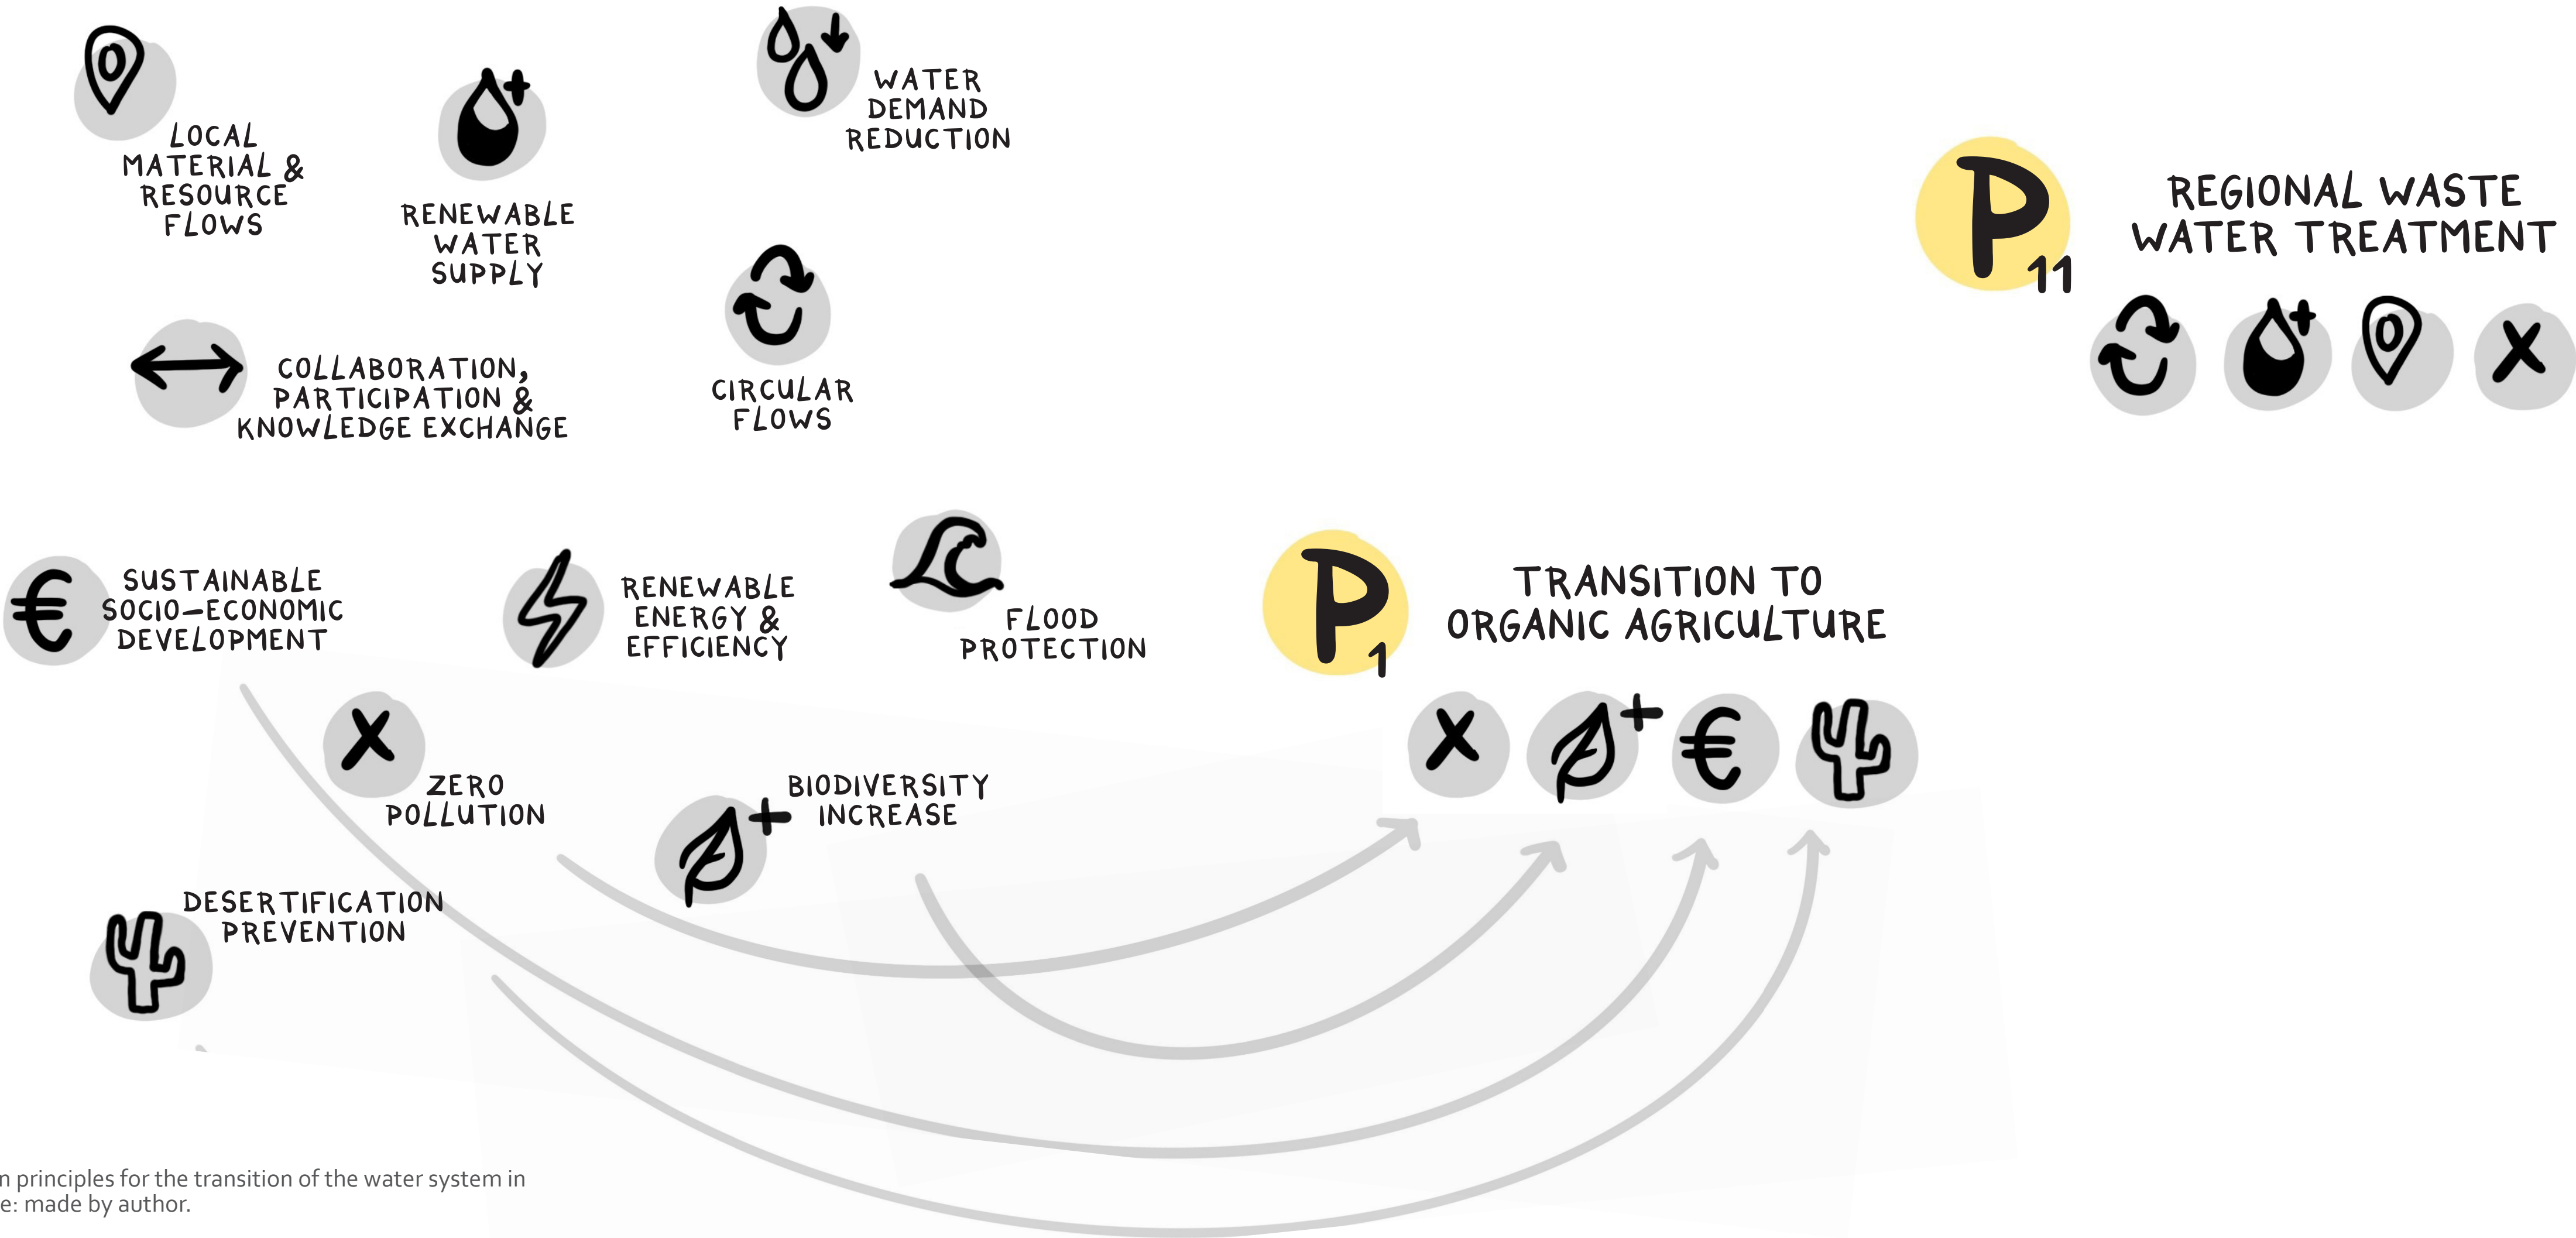 LOCAL
MATERIAL &
RESOURCE
FLOWS
RENEWABLE
WATER
SUPPLY
WATER
DEMAND
REDUCTION
COLLABORATION,
PARTICIPATION &
KNOWLEDGE EXCHANGE
CIRCULAR
FLOWS
P11
REGIONAL WASTE
WATER TREATMENT
€
SUSTAINABLE
SOCIO-ECONOMIC
DEVELOPMENT
RENEWABLE
ENERGY &
EFFICIENCY
FLOOD
PROTECTION
P1
TRANSITION TO
ORGANIC AGRICULTURE
€
ZERO
POLLUTION
BIODIVERSITY
INCREASE
DESERTIFICATION
PREVENTION
principles for the transition of the water system in
made by author.